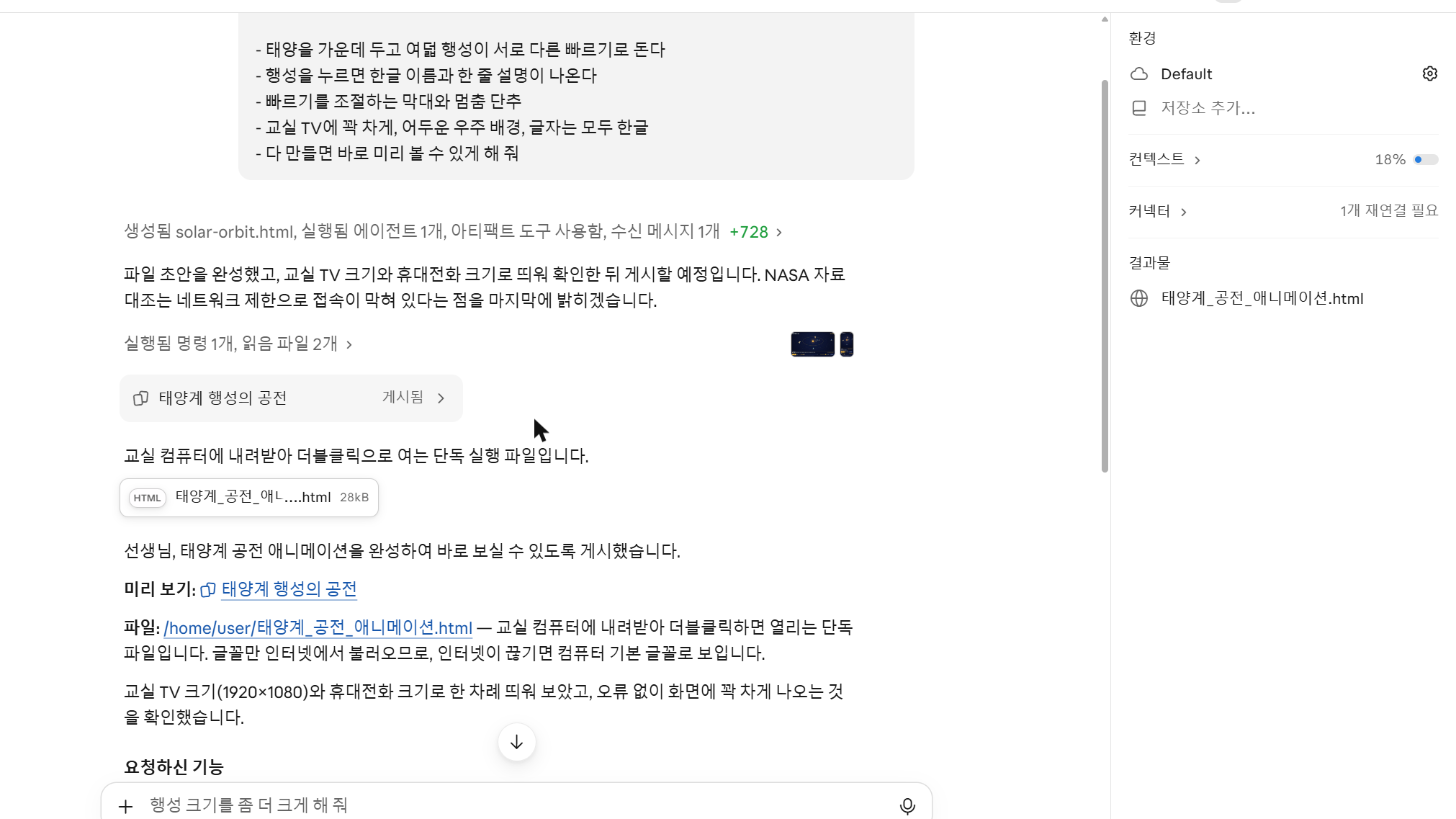 - 태양을 가운데 두고 여덟 행성이 서로 다른 빠르기로 돈다
- 행성을 누르면 한글 이름과 한 줄 설명이 나온다
- 빠르기를 조절하는 막대와 멈춤 단추
- 교실 TV에 꽉 차게, 어두운 우주 배경, 글자는 모두 한글
- 다 만들면 바로 미리 볼 수 있게 해 줘
생성됨 solar-orbit.html, 실행됨 에이전트 1개, 아티팩트 도구 사용함, 수신 메시지 1개 +728 >
파일 초안을 완성했고, 교실 TV 크기와 휴대전화 크기로 띄워 확인한 뒤 게시할 예정입니다. NASA 자료
대조는 네트워크 제한으로 접속이 막혀 있다는 점을 마지막에 밝히겠습니다.
실행됨 명령 1개, 읽음 파일 2개 >
태양계 행성의 공전 게시됨 >
교실 컴퓨터에 내려받아 더블클릭으로 여는 단독 실행 파일입니다.
HTML 태양계_공전_애ㄴ....html 28kB
선생님, 태양계 공전 애니메이션을 완성하여 바로 보실 수 있도록 게시했습니다.
미리 보기: 태양계 행성의 공전
파일: /home/user/태양계_공전_애니메이션.html — 교실 컴퓨터에 내려받아 더블클릭하면 열리는 단독
파일입니다. 글꼴만 인터넷에서 불러오므로, 인터넷이 끊기면 컴퓨터 기본 글꼴로 보입니다.
교실 TV 크기(1920×1080)와 휴대전화 크기로 한 차례 띄워 보았고, 오류 없이 화면에 꽉 차게 나오는 것
을 확인했습니다.
요청하신 기능
행성 크기를 좀 더 크게 해 줘
환경
Default
저장소 추가...
컨텍스트 > 18%
커넥터 > 1개 재연결 필요
결과물
태양계_공전_애니메이션.html